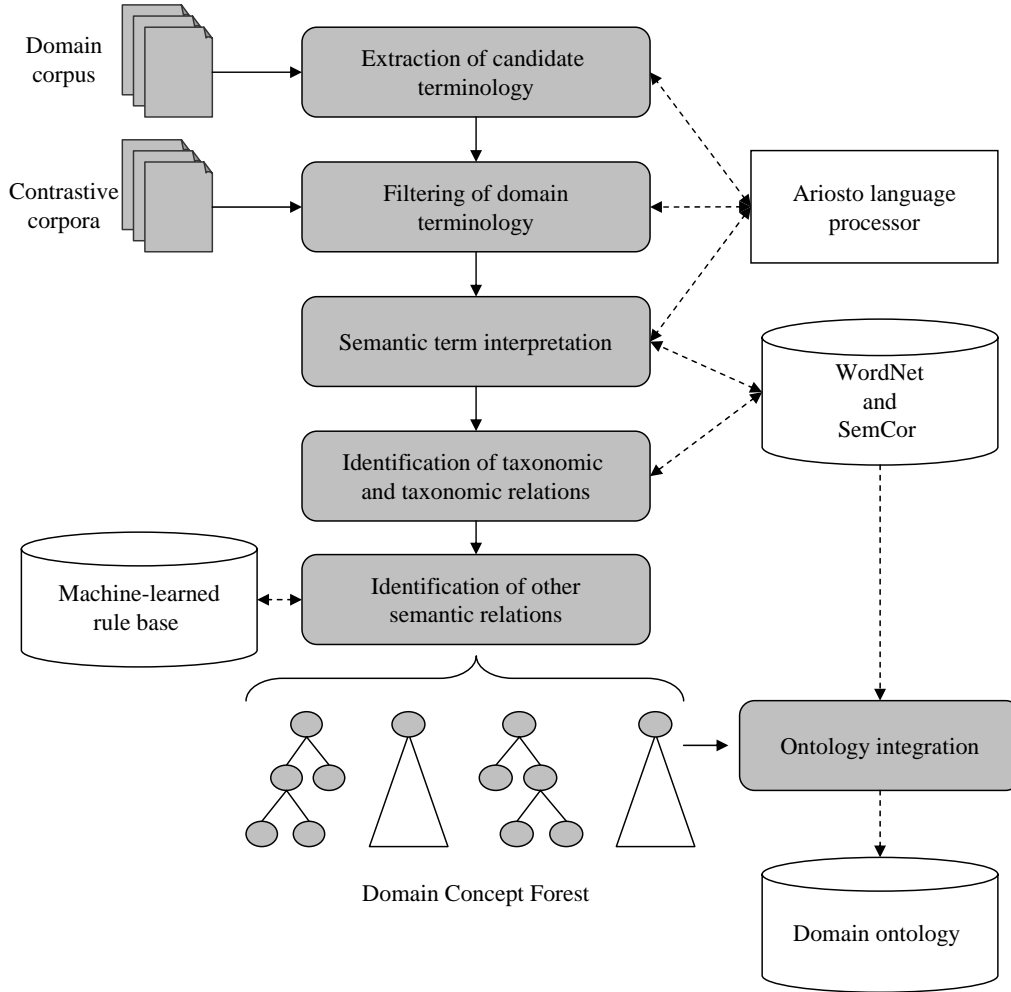 Domain
corpus
Extraction of candidate
terminology
Contrastive
corpora
Filtering of domain
terminology
Ariosto language
processor
Semantic term interpretation
WordNet
and
SemCor
Identification of taxonomic
and taxonomic relations
Machine-learned
rule base
Identification of other
semantic relations
Ontology integration
Domain Concept Forest
Domain ontology